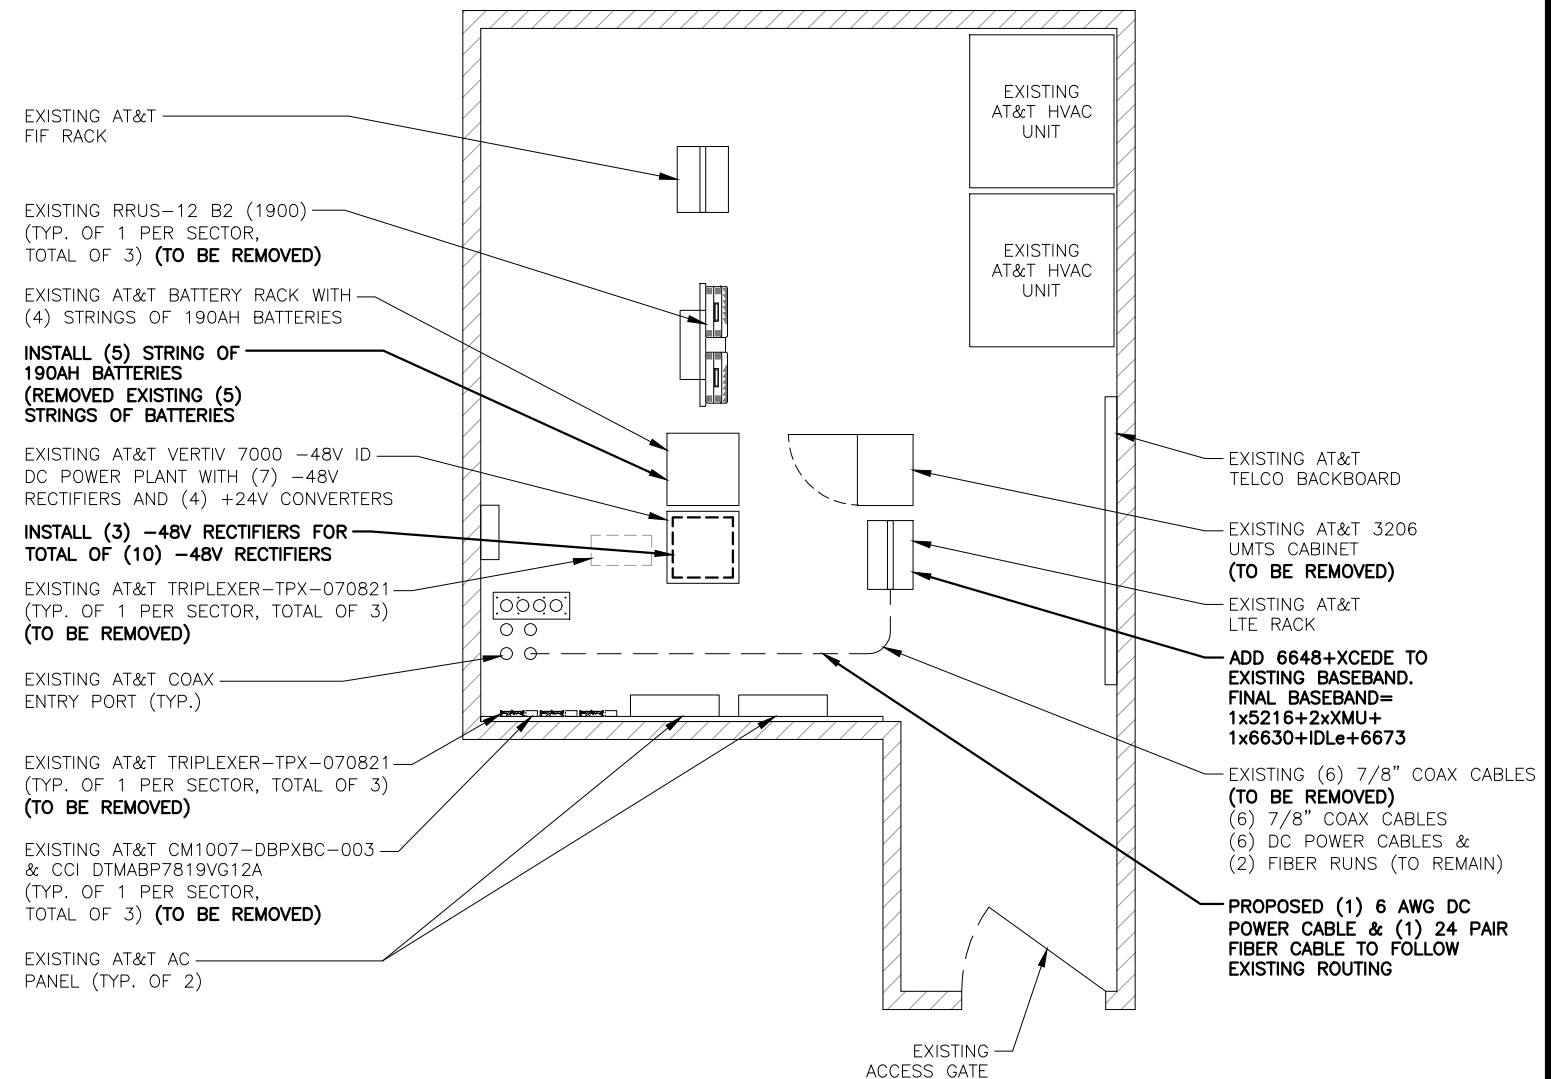 EXISTING AT&T
FIF RACK
EXISTING RRUS-12 B2 (1900)
(TYP. OF 1 PER SECTOR,
TOTAL OF 3) (TO BE REMOVED)
EXISTING AT&T BATTERY RACK WITH
(4) STRINGS OF 190AH BATTERIES
INSTALL (5) STRING OF
190AH BATTERIES
(REMOVED EXISTING (5)
STRINGS OF BATTERIES
EXISTING AT&T VERTIV 7000 -48V ID
DC POWER PLANT WITH (7) -48V
RECTIFIERS AND (4) +24V CONVERTERS
INSTALL (3) -48V RECTIFIERS FOR
TOTAL OF (10) -48V RECTIFIERS
EXISTING AT&T TRIPLEXER-TPX-070821
(TYP. OF 1 PER SECTOR, TOTAL OF 3)
(TO BE REMOVED)
EXISTING AT&T COAX
ENTRY PORT (TYP.)
EXISTING AT&T TRIPLEXER-TPX-070821
(TYP. OF 1 PER SECTOR, TOTAL OF 3)
(TO BE REMOVED)
EXISTING AT&T CM1007-DBPXBC-003
& CCI DTMABP7819VG12A
(TYP. OF 1 PER SECTOR,
TOTAL OF 3) (TO BE REMOVED)
EXISTING AT&T AC
PANEL (TYP. OF 2)
EXISTING
AT&T HVAC
UNIT
EXISTING
AT&T HVAC
UNIT
EXISTING AT&T
TELCO BACKBOARD
EXISTING AT&T 3206
UMTS CABINET
(TO BE REMOVED)
EXISTING AT&T
LTE RACK
ADD 6648+XCEDE TO
EXISTING BASEBAND.
FINAL BASEBAND=
1x5216+2xXMU+
1x6630+IDLe+6673
EXISTING (6) 7/8" COAX CABLES
(TO BE REMOVED)
(6) 7/8" COAX CABLES
(6) DC POWER CABLES &
(2) FIBER RUNS (TO REMAIN)
PROPOSED (1) 6 AWG DC
POWER CABLE & (1) 24 PAIR
FIBER CABLE TO FOLLOW
EXISTING ROUTING
EXISTING
ACCESS GATE